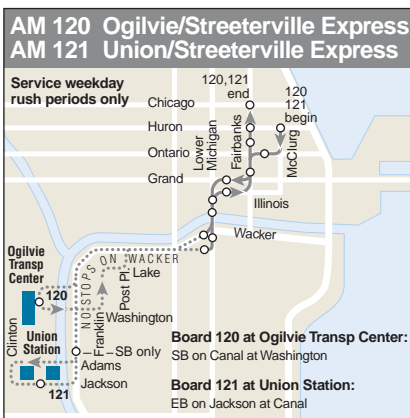 AM 120 Ogilvie/Streeterville Express
AM 121 Union/Streeterville Express
Service weekday
rush periods only
120,121
end
120
121
begin
Chicago
Huron
Ontario
Grand
Lower
Michigan
Fairbanks
McClurg
Illinois
Wacker
NO STOPS ON WACKER
Ogilvie
Transp
Center
120
Lake
Post Pl.
Washington
Franklin
Clinton
Union
Station
SB only
Adams
Jackson
121
Board 120 at Ogilvie Transp Center:
SB on Canal at Washington
Board 121 at Union Station:
EB on Jackson at Canal